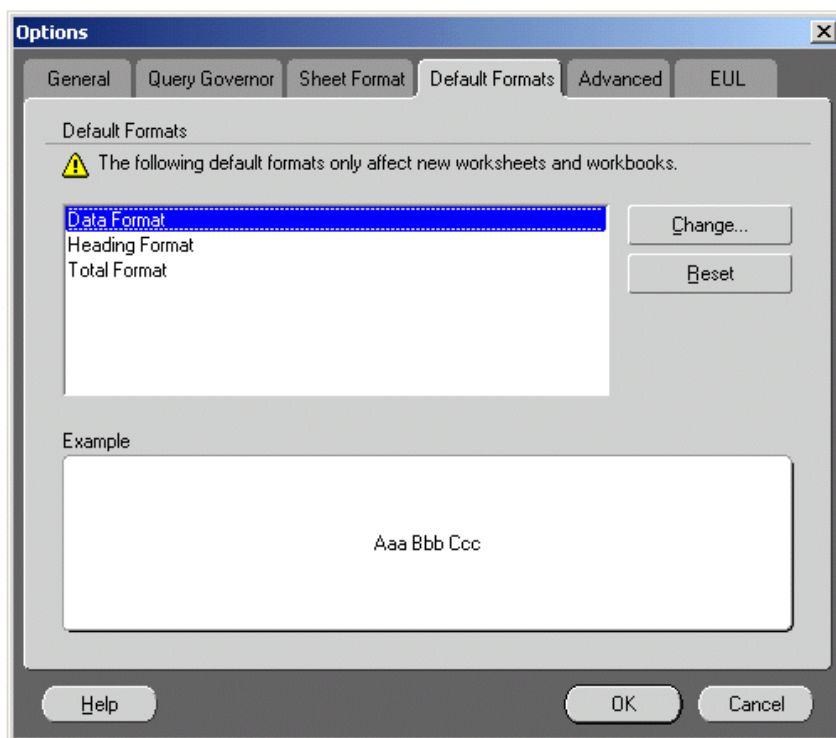 Options
General Query Governor Sheet Format Default Formats Advanced EUL
Default Formats
The following default formats only affect new worksheets and workbooks.
Data Format
Heading Format
Total Format
Change...
Reset
Example
Aaa Bbb Ccc
Help OK Cancel